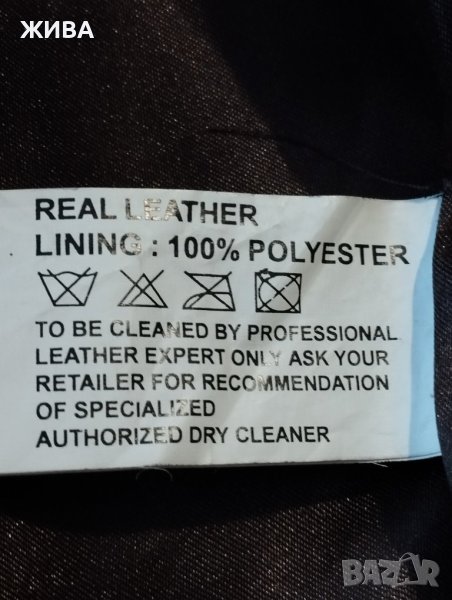 ЖИВА
REAL LEATHER
LINING : 100% POLYESTER
TO BE CLEANED BY PROFESSIONAL
LEATHER EXPERT ONLY ASK YOUR
RETAILER FOR RECOMMENDATION
OF SPECIALIZED
AUTHORIZED DRY CLEANER
BAZAR